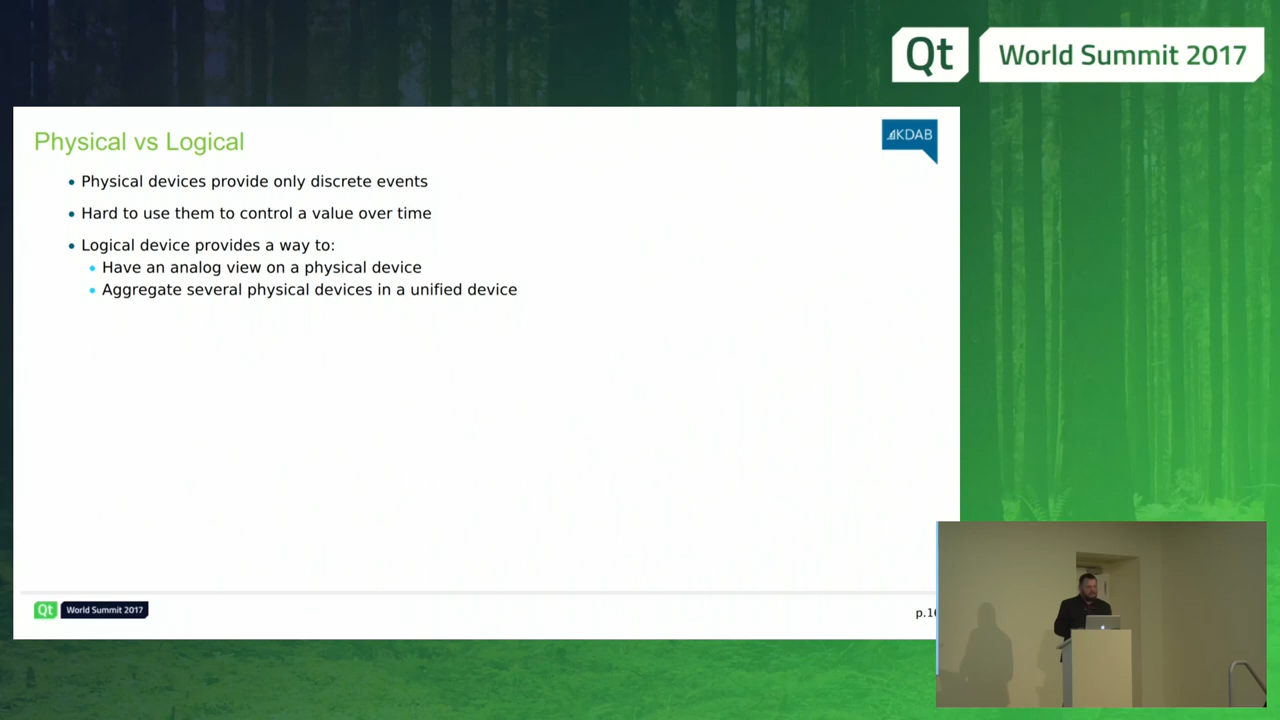 Qt
World Summit 2017
Physical vs Logical
KDAB
Physical devices provide only discrete events
Hard to use them to control a value over time
Logical device provides a way to:
Have an analog view on a physical device
Aggregate several physical devices in a unified device
Qt World Summit 2017